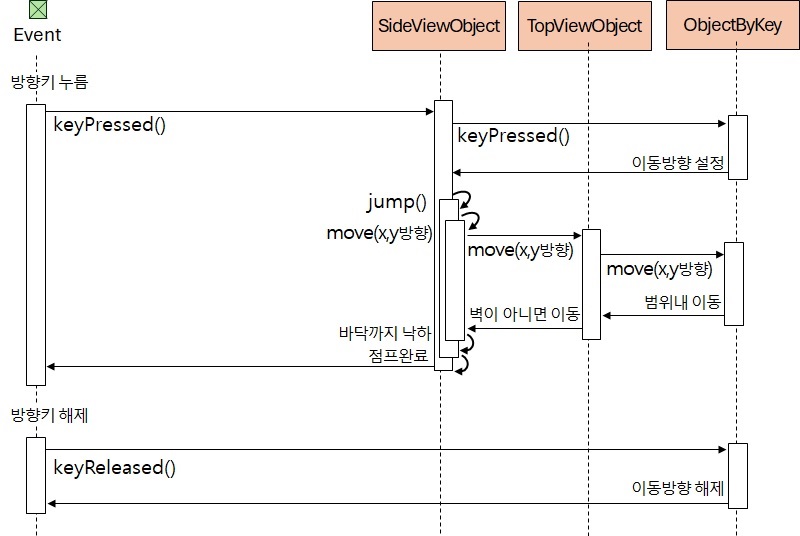 Event
SideViewObject
TopViewObject
ObjectByKey
방향키 누름
keyPressed()
keyPressed()
이동방향 설정
jump()
move(x,y방향)
move(x,y방향)
move(x,y방향)
범위내 이동
벽이 아니면 이동
바닥까지 낙하
점프완료
방향키 해제
keyReleased()
이동방향 해제